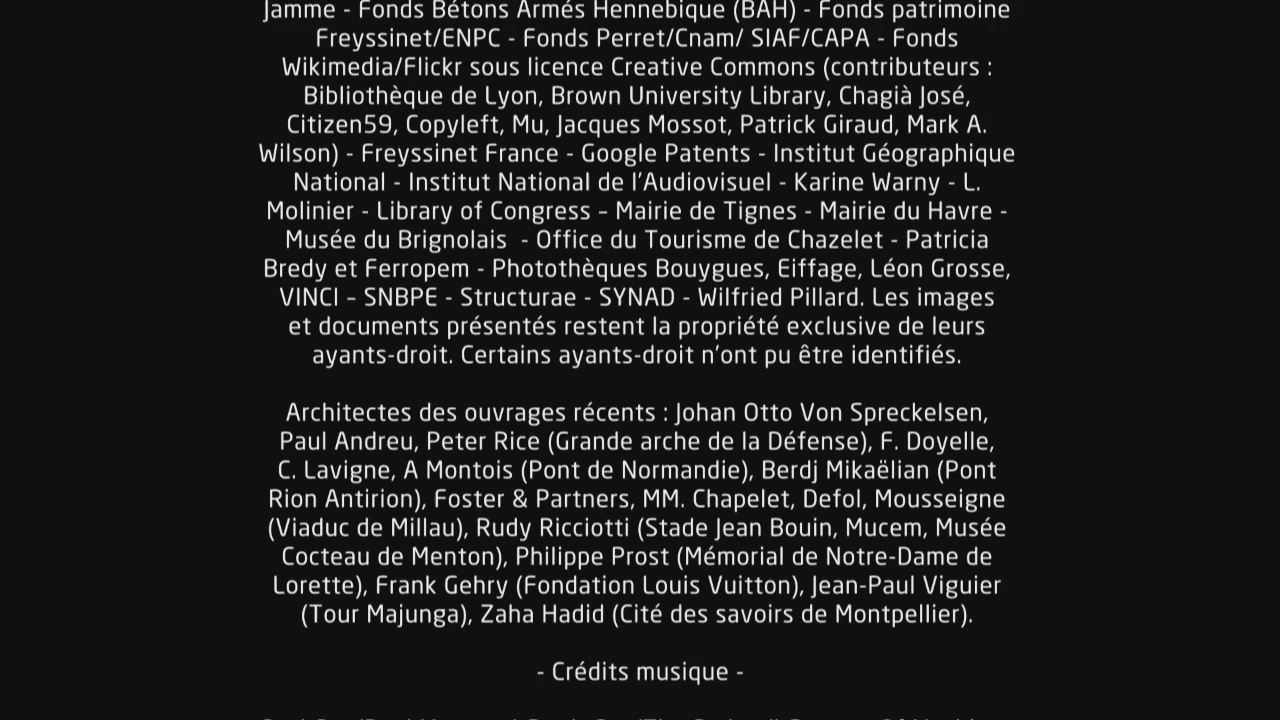 Jamme - Fonds Bétons Armés Hennebique (BAH) - Fonds patrimoine
Freyssinet/ENPC - Fonds Perret/Cnam/ SIAF/CAPA - Fonds
Wikimedia/Flickr sous licence Creative Commons (contributeurs :
Bibliothèque de Lyon, Brown University Library, Chagià José,
Citizen59, Copyleft, Mu, Jacques Mossot, Patrick Giraud, Mark A.
Wilson) - Freyssinet France - Google Patents - Institut Géographique
National - Institut National de l'Audiovisuel - Karine Warny - L.
Molinier - Library of Congress – Mairie de Tignes - Mairie du Havre -
Musée du Brignolais  - Office du Tourisme de Chazelet - Patricia
Bredy et Ferropem - Photothèques Bouygues, Eiffage, Léon Grosse,
VINCI – SNBPE - Structurae - SYNAD - Wilfried Pillard. Les images
et documents présentés restent la propriété exclusive de leurs
ayants-droit. Certains ayants-droit n'ont pu être identifiés.
Architectes des ouvrages récents : Johan Otto Von Spreckelsen,
Paul Andreu, Peter Rice (Grande arche de la Défense), F. Doyelle,
C. Lavigne, A Montois (Pont de Normandie), Berdj Mikaëlian (Pont
Rion Antirion), Foster & Partners, MM. Chapelet, Defol, Mousseigne
(Viaduc de Millau), Rudy Ricciotti (Stade Jean Bouin, Mucem, Musée
Cocteau de Menton), Philippe Prost (Mémorial de Notre-Dame de
Lorette), Frank Gehry (Fondation Louis Vuitton), Jean-Paul Viguier
(Tour Majunga), Zaha Hadid (Cité des savoirs de Montpellier).
- Crédits musique -